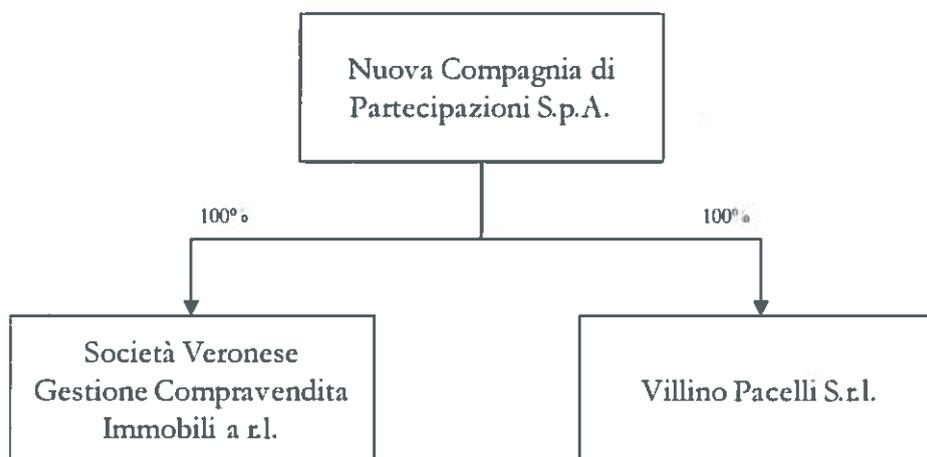 Nuova Compagnia di
Partecipazioni S.p.A.
100%
100%
Società Veronese
Gestione Compravendita
Immobili a r.l.
Villino Pacelli S.r.l.